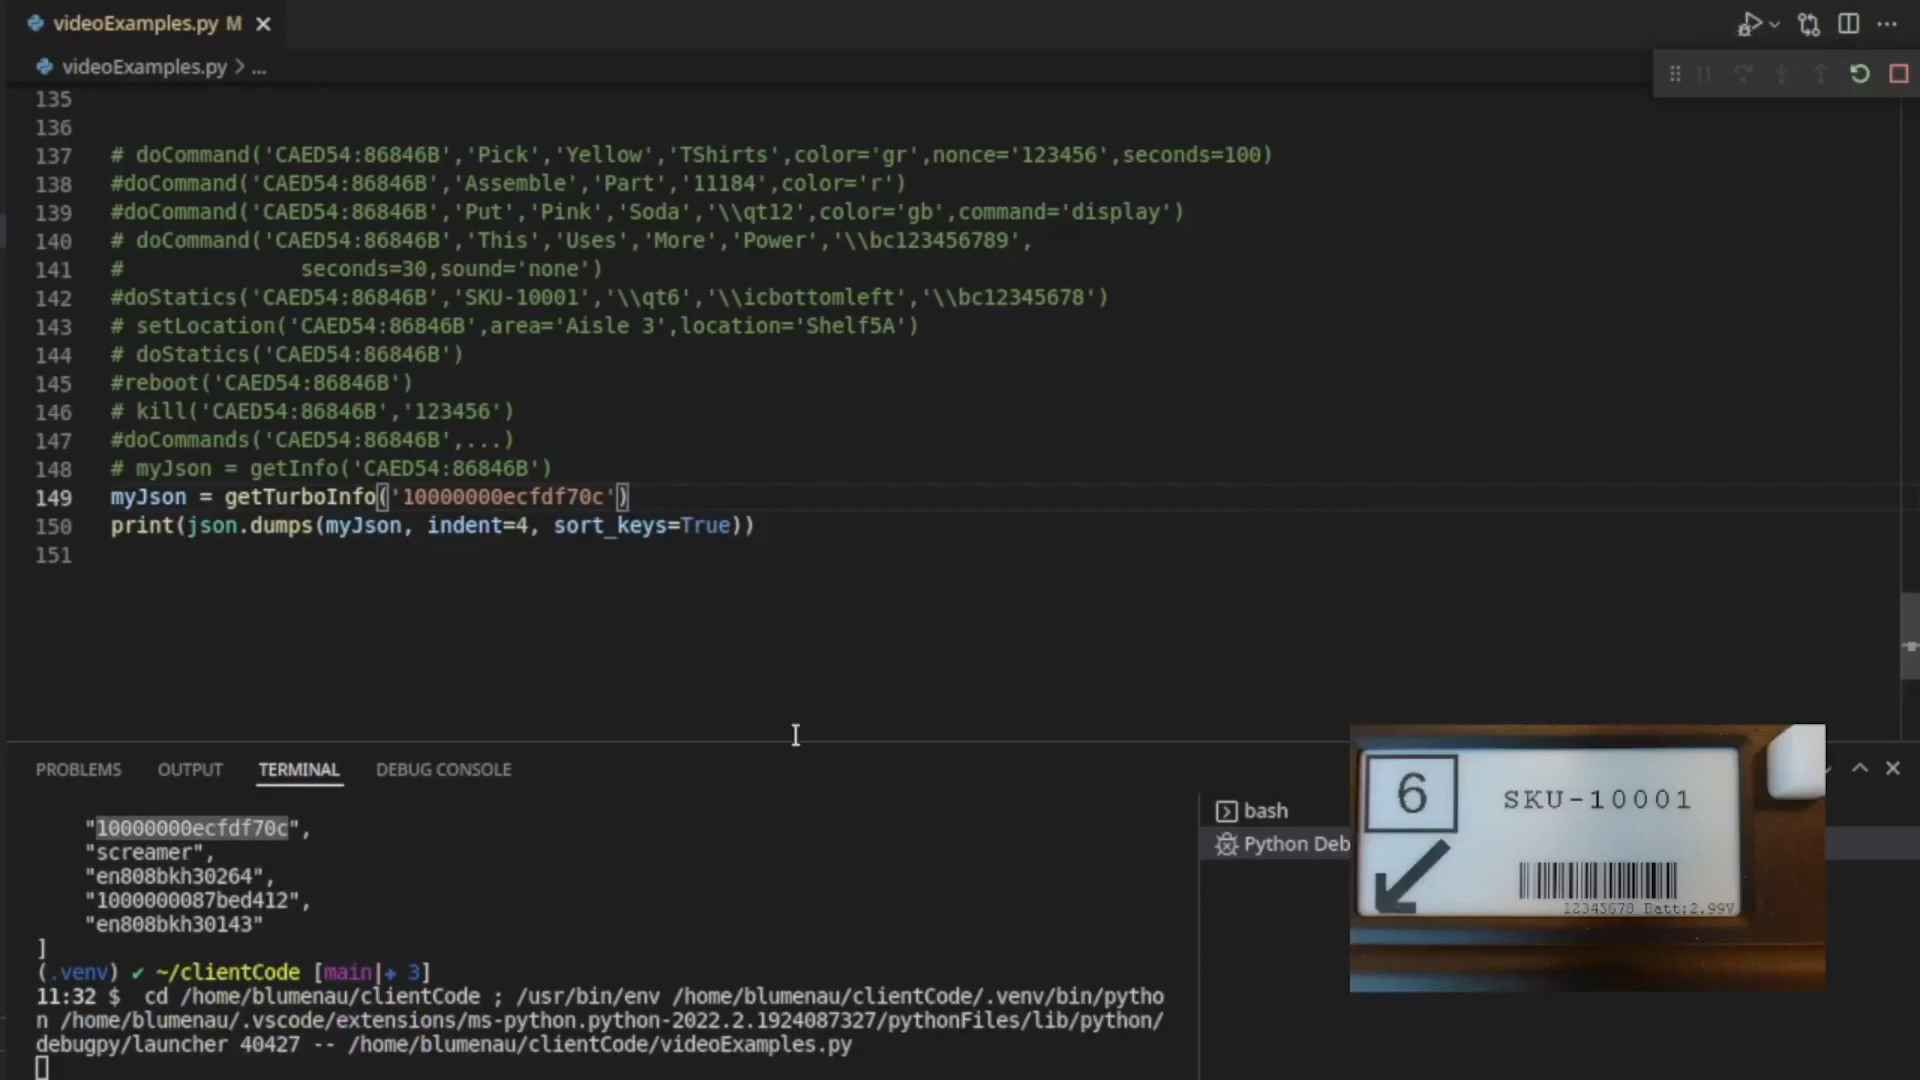 videoExamples.py M
videoExamples.py > ...
135
136
137 # doCommand('CAED54:86846B','Pick','Yellow','TShirts',color='gr',nonce='123456',seconds=100)
138 #doCommand('CAED54:86846B','Assemble','Part','11184',color='r')
139 #doCommand('CAED54:86846B','Put','Pink','Soda','\\qt12',color='gb',command='display')
140 # doCommand('CAED54:86846B','This','Uses','More','Power','\\bc123456789',
141 #              seconds=30,sound='none')
142 #doStatics('CAED54:86846B','SKU-10001','\\qt6','\\icbottomleft','\\bc12345678')
143 # setLocation('CAED54:86846B',area='Aisle 3',location='Shelf5A')
144 # doStatics('CAED54:86846B')
145 #reboot('CAED54:86846B')
146 # kill('CAED54:86846B','123456')
147 #doCommands('CAED54:86846B',...)
148 # myJson = getInfo('CAED54:86846B')
149 myJson = getTurboInfo('10000000ecfdf70c')
150 print(json.dumps(myJson, indent=4, sort_keys=True))
151
PROBLEMS OUTPUT TERMINAL DEBUG CONSOLE
"10000000ecfdf70c",
"screamer",
"en808bkh30264",
"1000000087bed412",
"en808bkh30143"
]
(.venv) ✔ ~/clientCode [main|+ 3]
11:32 $  cd /home/blumenau/clientCode ; /usr/bin/env /home/blumenau/clientCode/.venv/bin/pytho
n /home/blumenau/.vscode/extensions/ms-python.python-2022.2.1924087327/pythonFiles/lib/python/
debugpy/launcher 40427 -- /home/blumenau/clientCode/videoExamples.py
bash
Python Deb
6
SKU-10001
12345678 Batt:2.99V